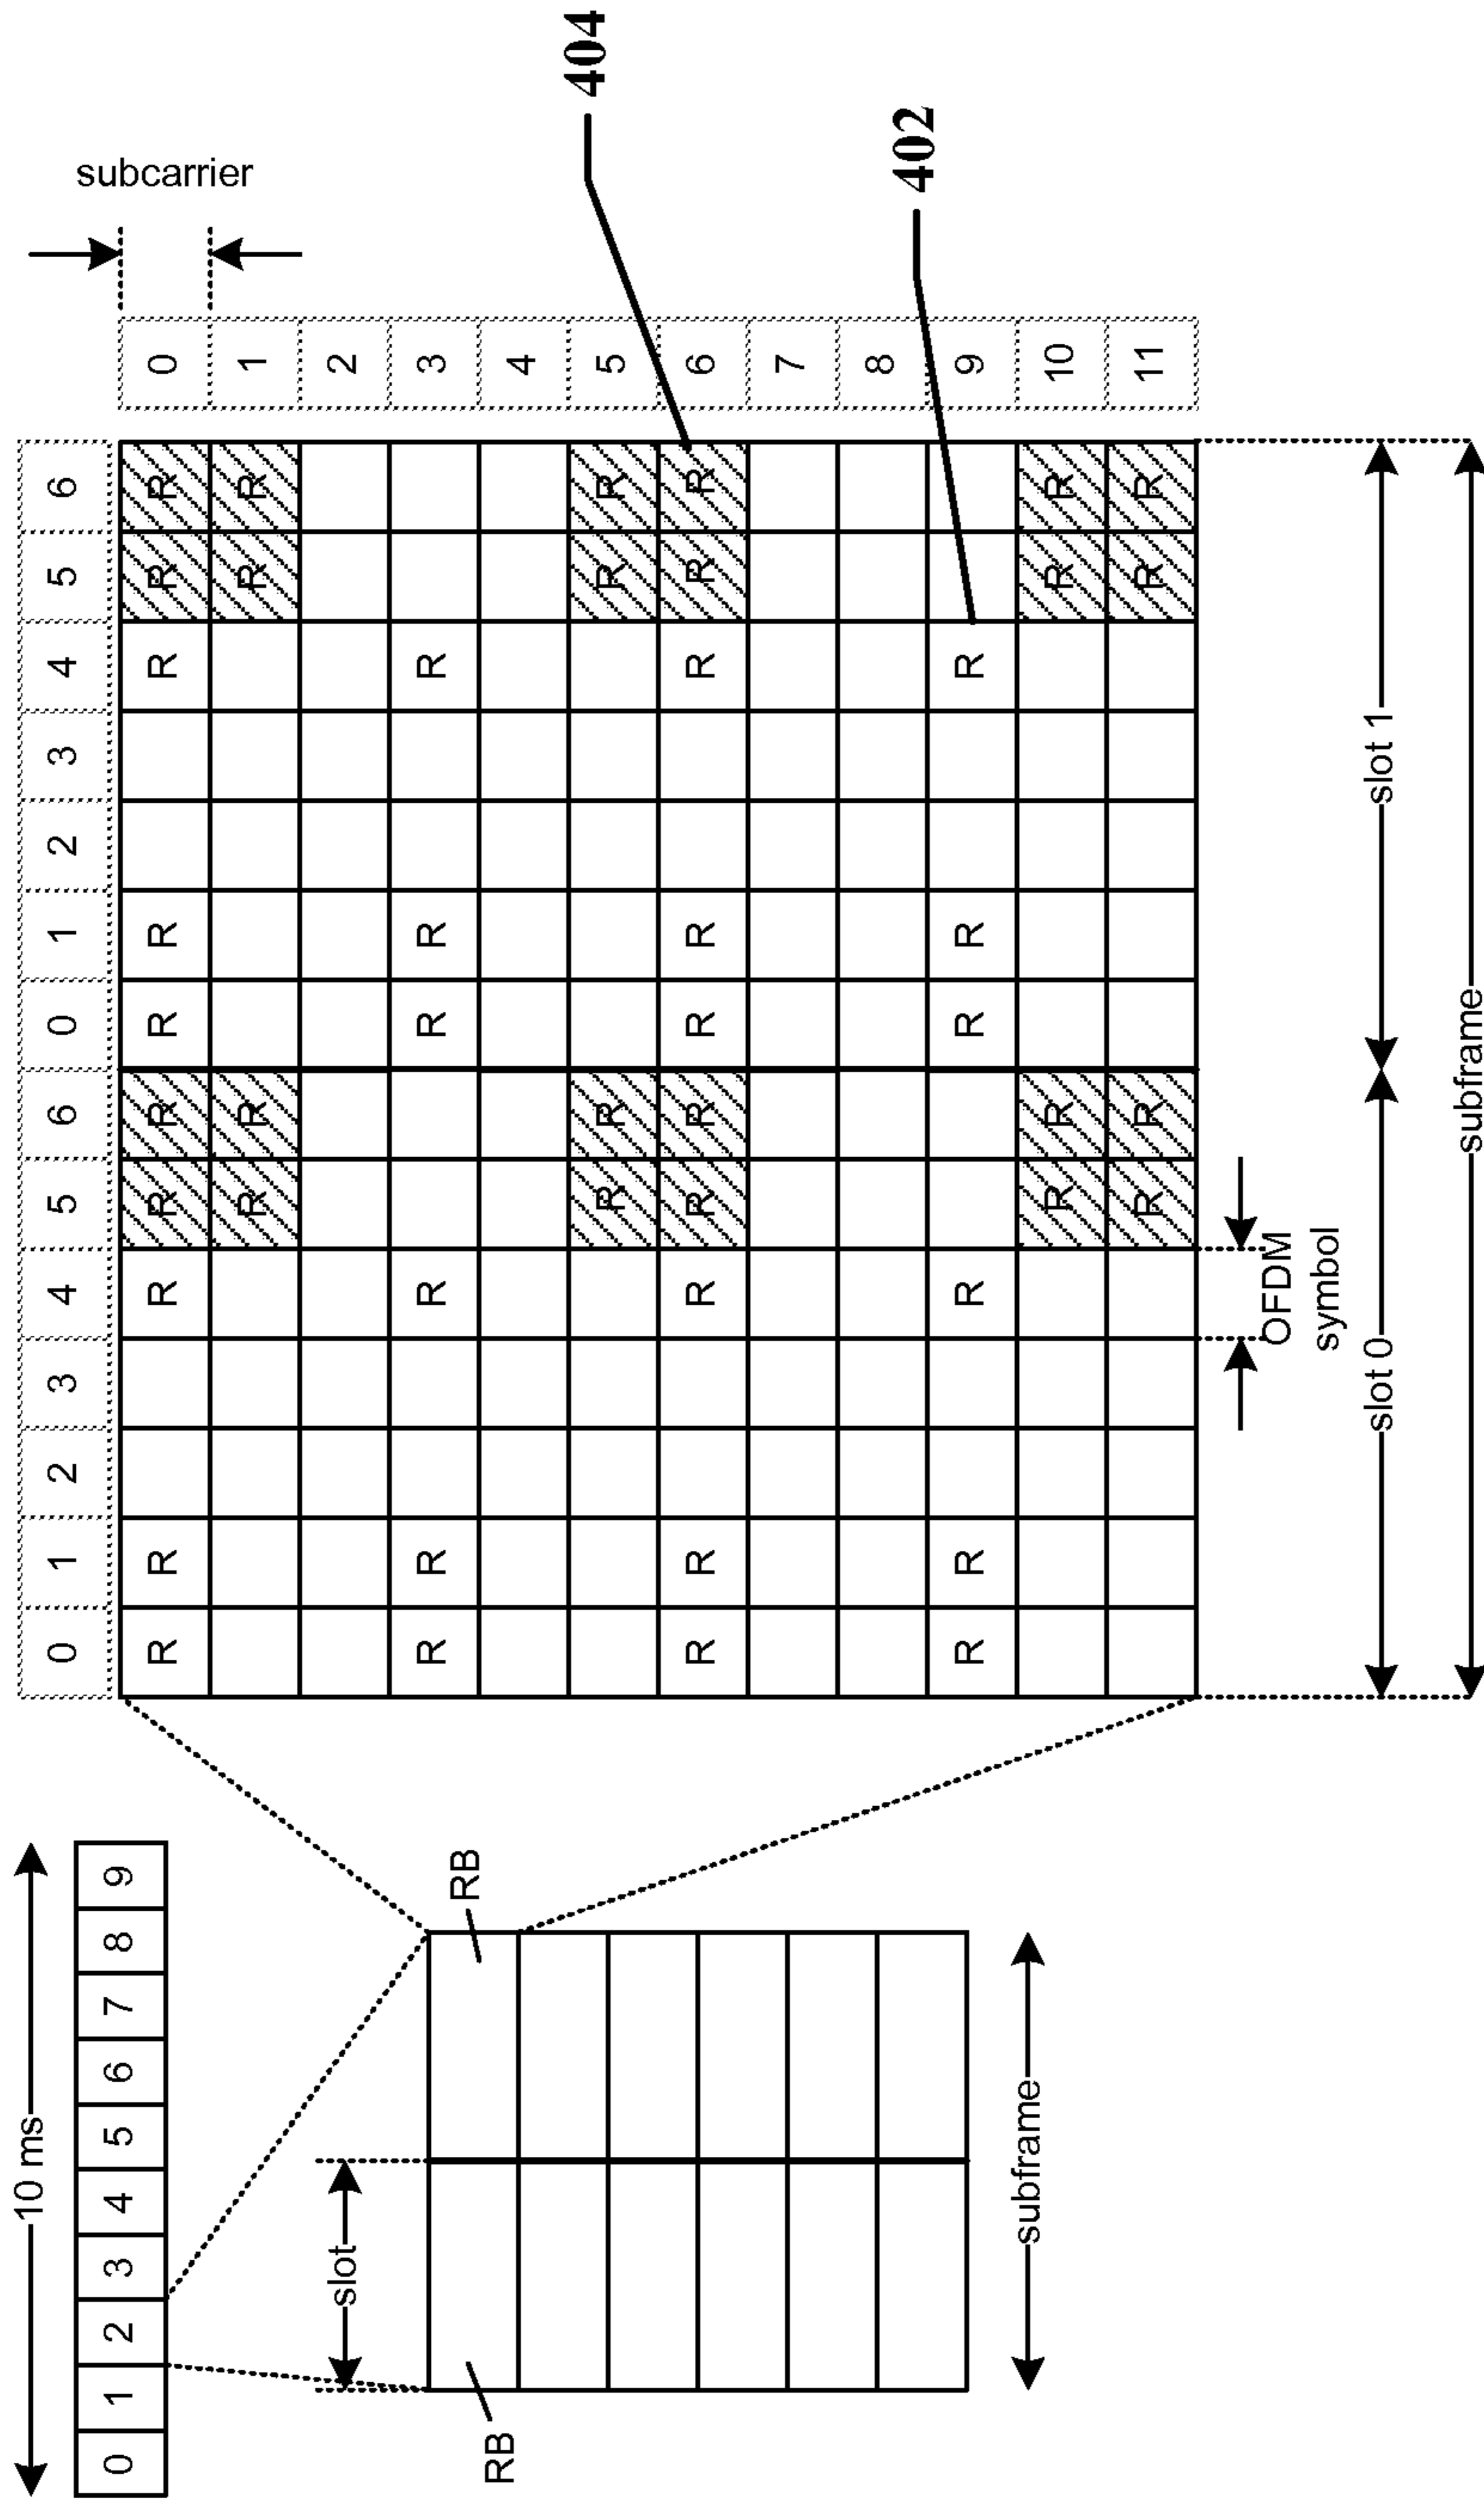 10 ms
0 1 2 3 4 5 6 7 8 9
slot
RB
RB
subframe
0 1 2 3 4 5 6 0 1 2 3 4 5 6
subcarrier
R R R R R R R R R R 0
R R R R 1
2
R R R R R R 3
4
R R R R 5
R R R R R R R R R R 6
7
8
R R R R R R 9
R R R R 10
R R R R 11
404
402
OFDM
symbol
slot 0
slot 1
subframe